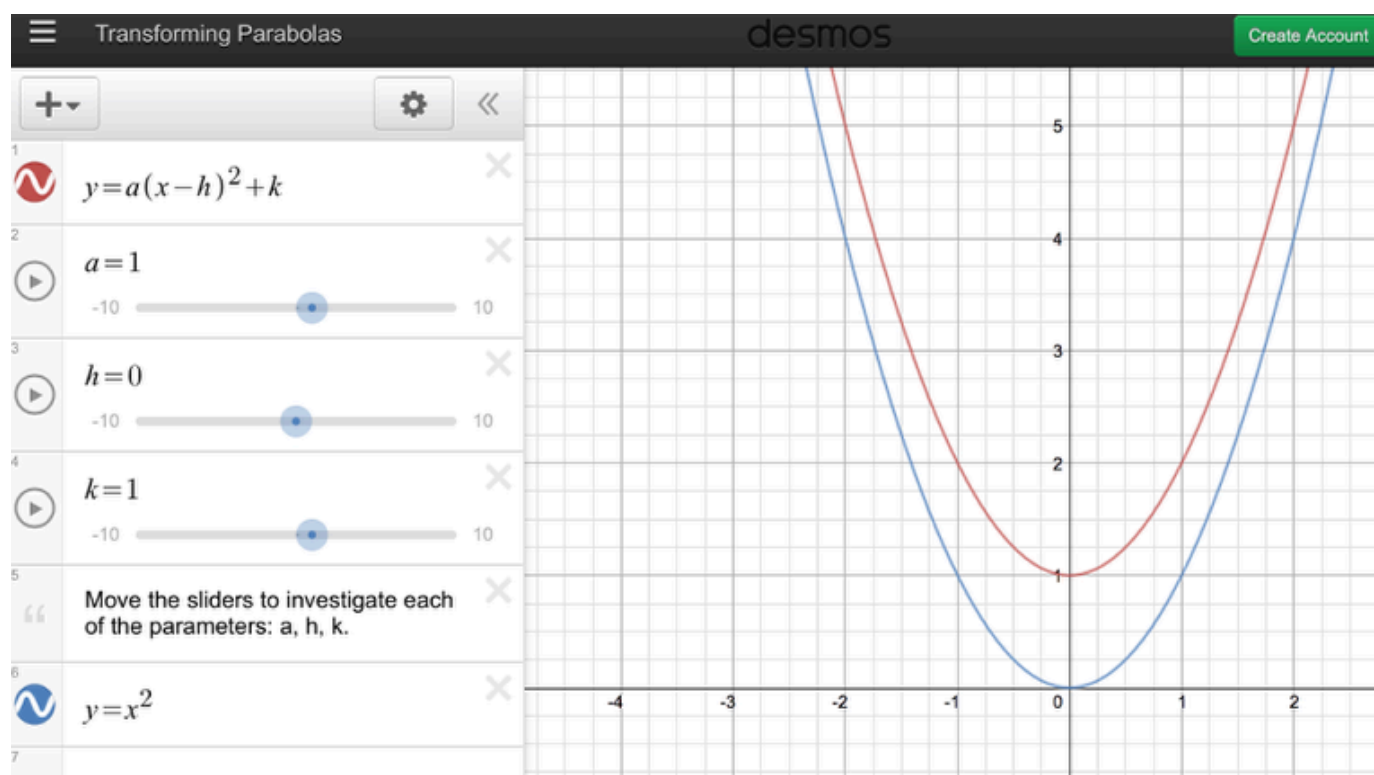 Transforming Parabolas
desmos
Create Account
1
y=a(x−h)²+k
2
a=1
-10
10
3
h=0
-10
10
4
k=1
-10
10
5
“
Move the sliders to investigate each
of the parameters: a, h, k.
6
y=x²
7
5
4
3
2
1
-4 -3 -2 -1 0 1 2